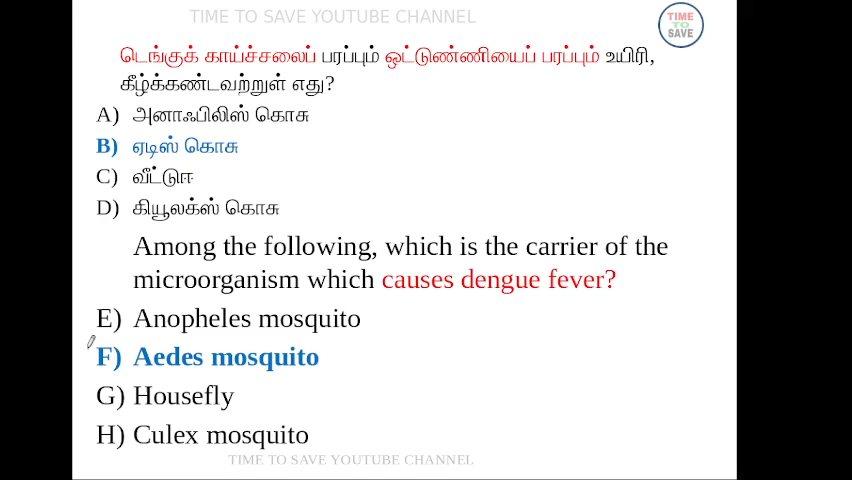 TIME TO SAVE YOUTUBE CHANNEL
TIME
TO
SAVE
டெங்குக் காய்ச்சலைப் பரப்பும் ஒட்டுண்ணியைப் பரப்பும் உயிரி,
கீழ்க்கண்டவற்றுள் எது?
A) அனாஃபிலிஸ் கொசு
B) ஏடிஸ் கொசு
C) வீட்டுஈ
D) கியூலக்ஸ் கொசு
Among the following, which is the carrier of the
microorganism which causes dengue fever?
E) Anopheles mosquito
F) Aedes mosquito
G) Housefly
H) Culex mosquito
TIME TO SAVE YOUTUBE CHANNEL